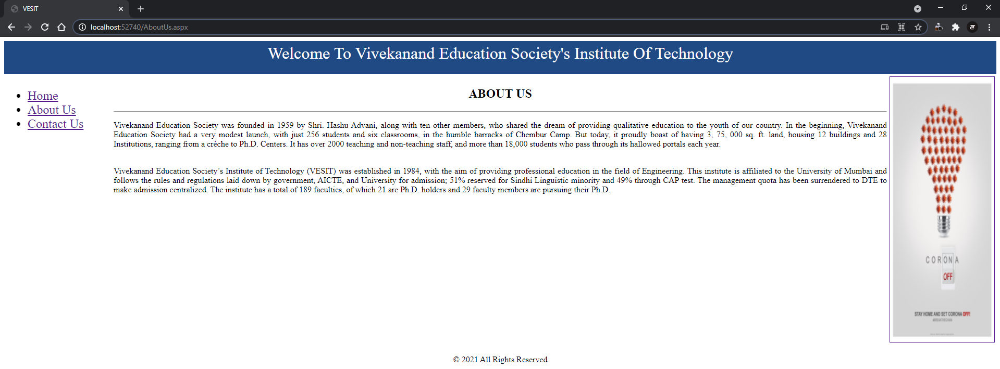 VESIT
localhost:52740/AboutUs.aspx
Welcome To Vivekanand Education Society's Institute Of Technology
Home
About Us
Contact Us
ABOUT US
Vivekanand Education Society was founded in 1959 by Shri. Hashu Advani, along with ten other members, who shared the dream of providing qualitative education to the youth of our country. In the beginning, Vivekanand
Education Society had a very modest launch, with just 256 students and six classrooms, in the humble barracks of Chembur Camp. But today, it proudly boast of having 3, 75, 000 sq. ft. land, housing 12 buildings and 28
Institutions, ranging from a crèche to Ph.D. Centers. It has over 2000 teaching and non-teaching staff, and more than 18,000 students who pass through its hallowed portals each year.
Vivekanand Education Society’s Institute of Technology (VESIT) was established in 1984, with the aim of providing professional education in the field of Engineering. This institute is affiliated to the University of Mumbai and
follows the rules and regulations laid down by government, AICTE, and University for admission; 51% reserved for Sindhi Linguistic minority and 49% through CAP test. The management quota has been surrendered to DTE to
make admission centralized. The institute has a total of 189 faculties, of which 21 are Ph.D. holders and 29 faculty members are pursuing their Ph.D.
CORONA
OFF
STAY HOME AND SET CORONA OFF!
© 2021 All Rights Reserved